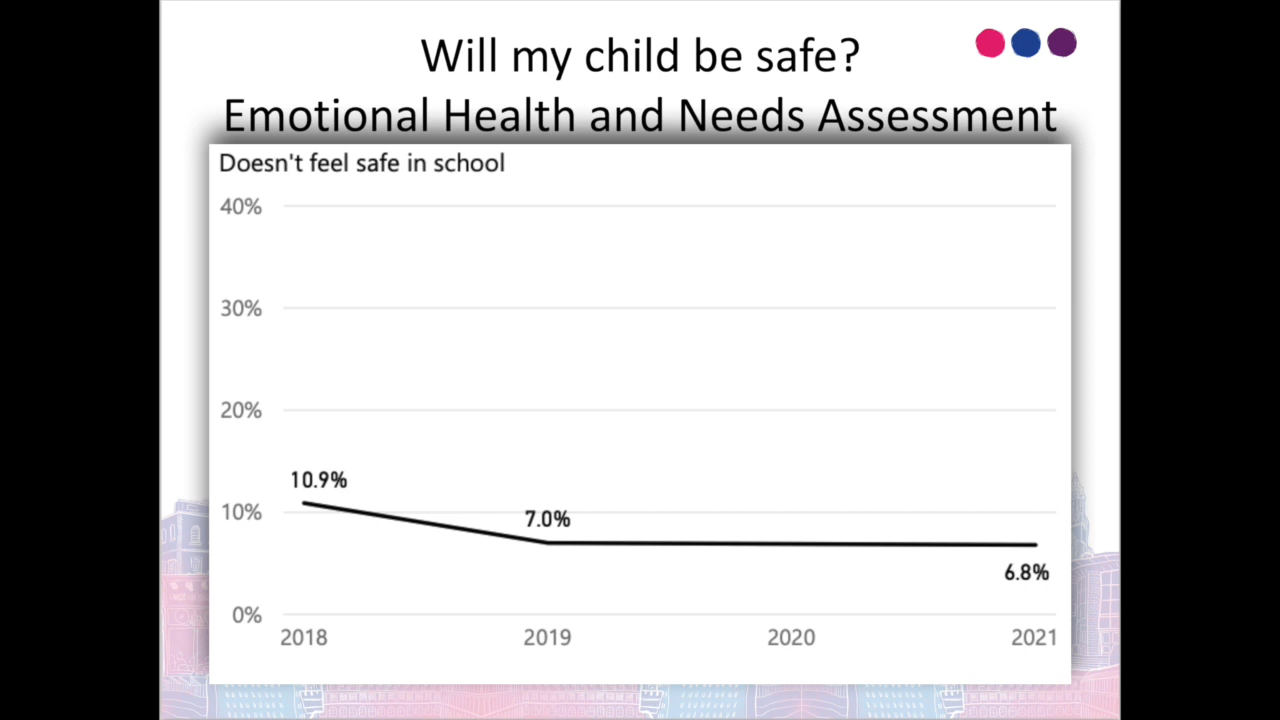 Will my child be safe?
Emotional Health and Needs Assessment
Doesn't feel safe in school
40%
30%
20%
10.9%
10%
7.0%
6.8%
0%
2018 2019 2020 2021